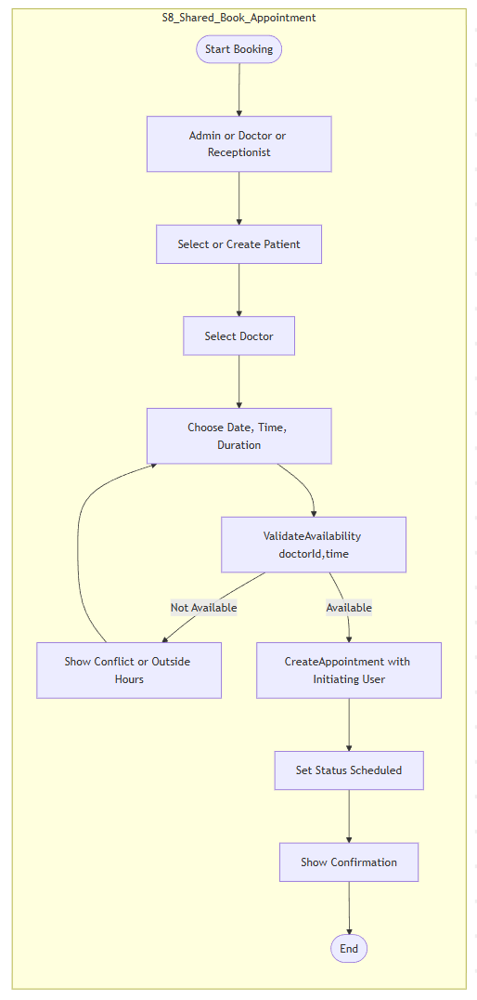 S8_Shared_Book_Appointment
Start Booking
Admin or Doctor or
Receptionist
Select or Create Patient
Select Doctor
Choose Date, Time,
Duration
ValidateAvailability
doctorId,time
Not Available
Available
Show Conflict or Outside
Hours
CreateAppointment with
Initiating User
Set Status Scheduled
Show Confirmation
End